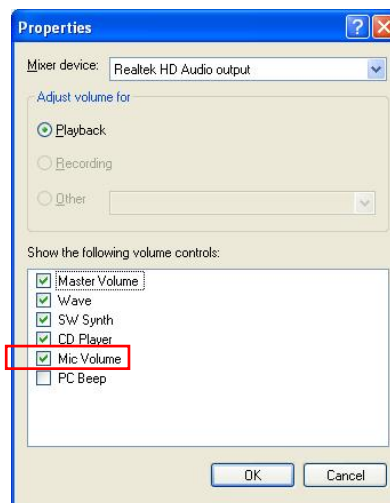 Properties
Mixer device: Realtek HD Audio output
Adjust volume for
Playback
Recording
Other
Show the following volume controls:
Master Volume
Wave
SW Synth
CD Player
Mic Volume
PC Beep
OK Cancel